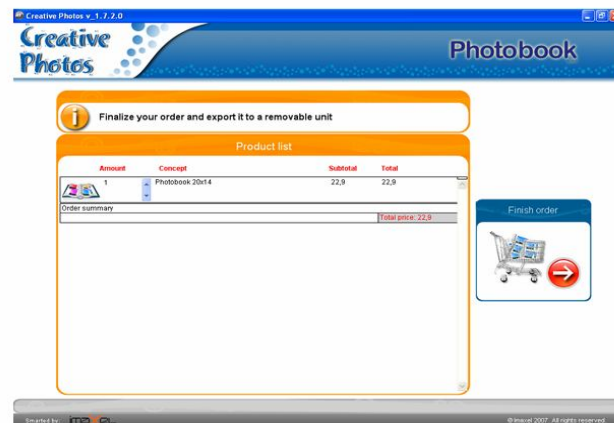 Creative Photos v_1.7.2.0
Creative
Photos
Photobook
Finalize your order and export it to a removable unit
Product list
Amount Concept Subtotal Total
1 Photobook 20x14 22,9 22,9
Order summary
Total price: 22,9
Finish order
Smarted by:
© Imaxel 2007. All rights reserved